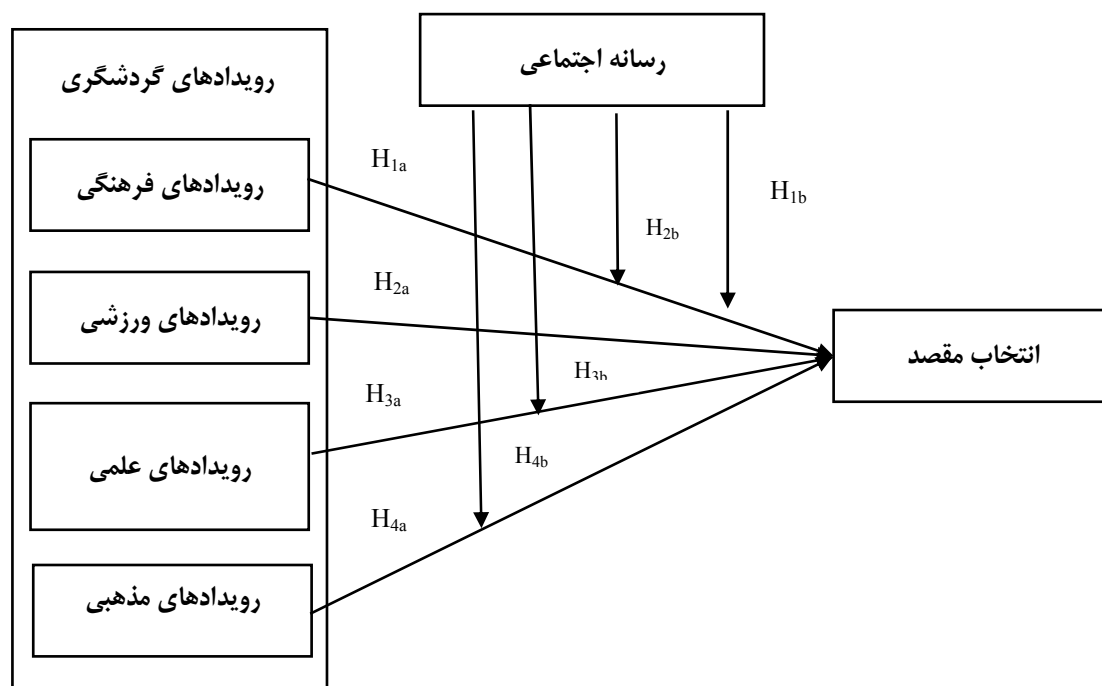 رسانه اجتماعی
رویدادهای گردشگری
رویدادهای فرهنگی
رویدادهای ورزشی
رویدادهای علمی
رویدادهای مذهبی
انتخاب مقصد
H1a
H1b
H2b
H2a
H3b
H3a
H4b
H4a